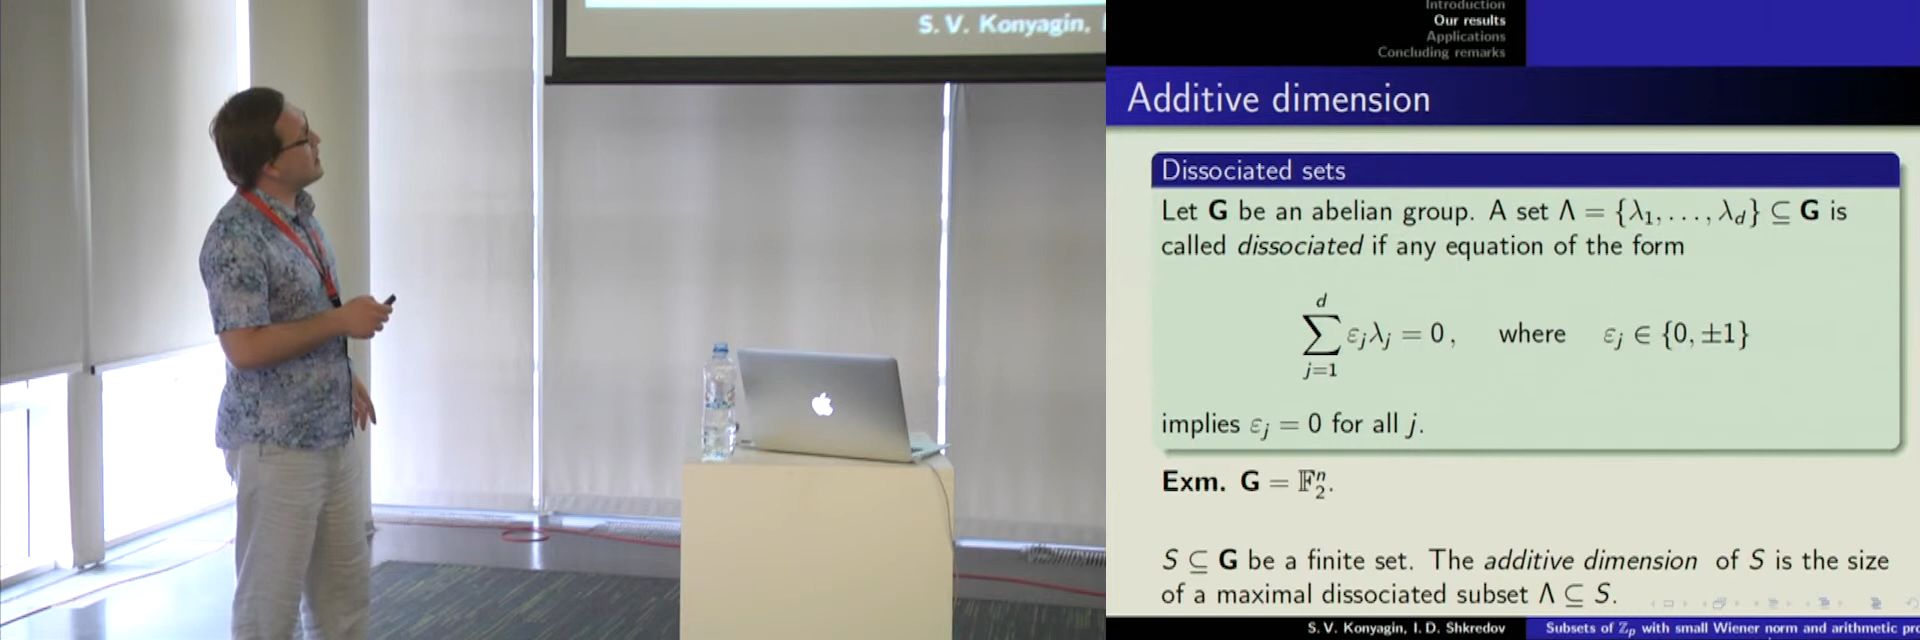 S. V. Konyagin,
Introduction
Our results
Applications
Concluding remarks
Additive dimension
Dissociated sets
Let G be an abelian group. A set Λ = {λ₁, . . . , λ_d} ⊆ G is
called dissociated if any equation of the form
∑_{j=1}^{d} ε_jλ_j = 0 , where ε_j ∈ {0, ±1}
implies ε_j = 0 for all j.
Exm. G = 𝔽₂ⁿ.
S ⊆ G be a finite set. The additive dimension of S is the size
of a maximal dissociated subset Λ ⊆ S.
S. V. Konyagin, I. D. Shkredov
Subsets of ℤ_p with small Wiener norm and arithmetic